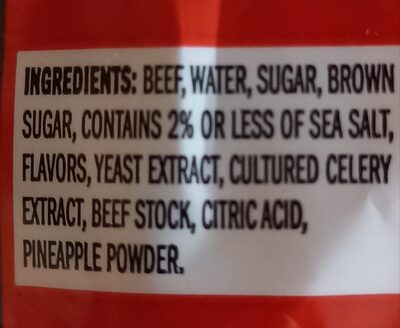 INGREDIENTS: BEEF, WATER, SUGAR, BROWN
SUGAR, CONTAINS 2% OR LESS OF SEA SALT,
FLAVORS, YEAST EXTRACT, CULTURED CELERY
EXTRACT, BEEF STOCK, CITRIC ACID,
PINEAPPLE POWDER.